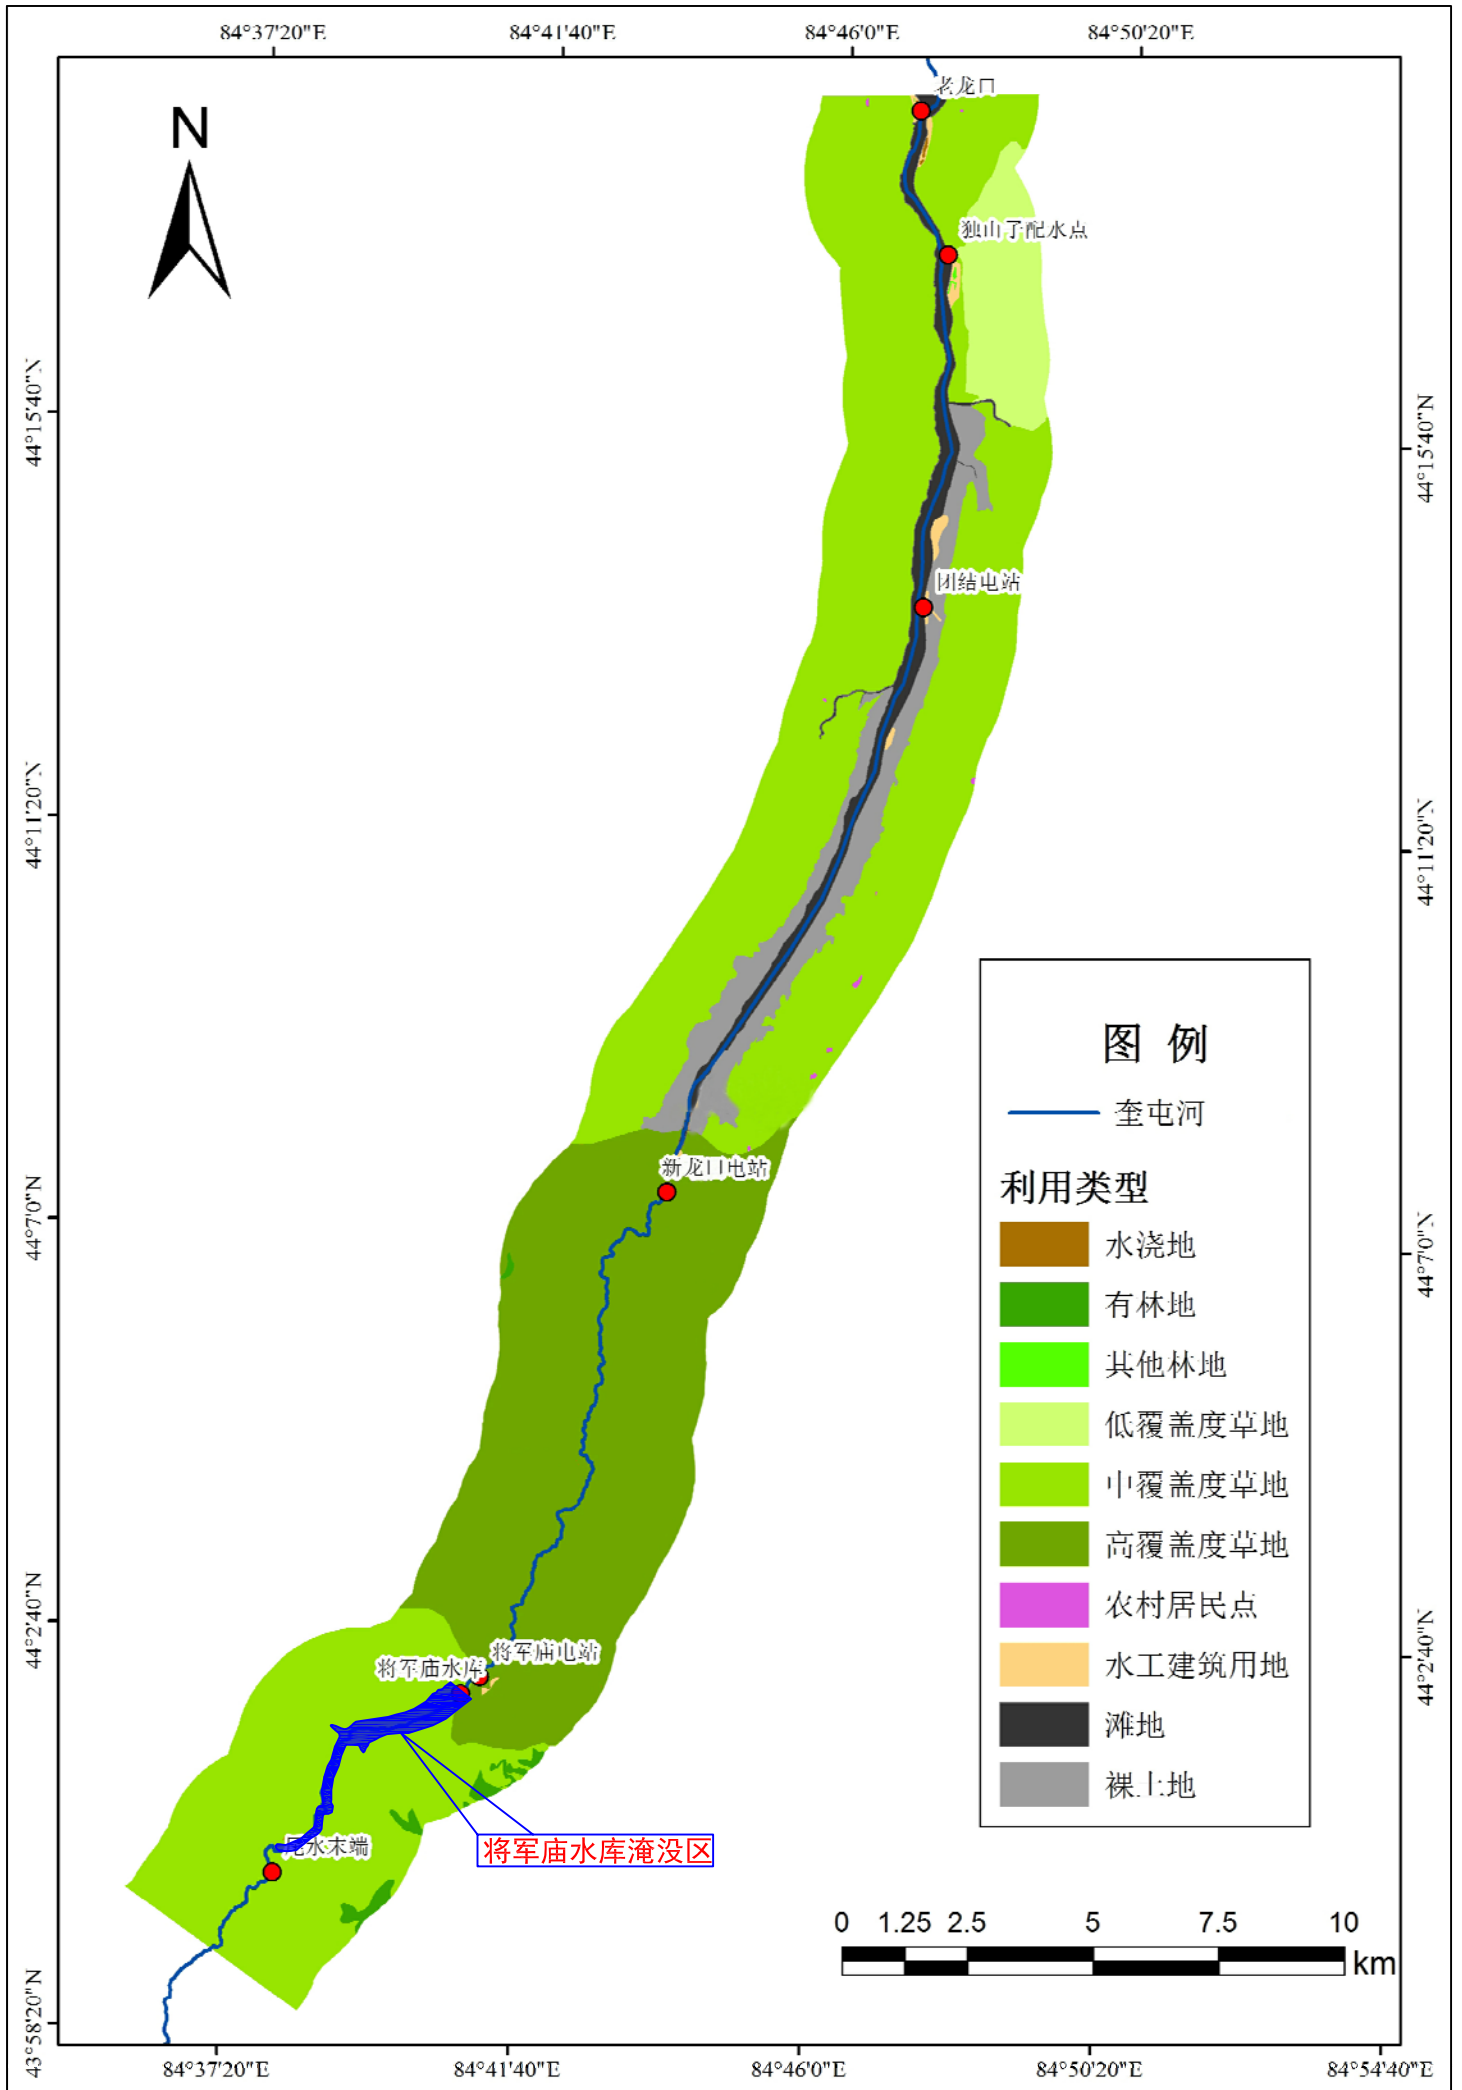 84°37'20"E
84°41'40"E
84°46'0"E
84°50'20"E
N
老龙口
独山子配水点
44°15'40"N
44°15'40"N
团结电站
44°11'20"N
44°11'20"N
图 例
奎屯河
利用类型
新龙口电站
44°7'0"N
44°7'0"N
水浇地
有林地
其他林地
低覆盖度草地
中覆盖度草地
高覆盖度草地
农村居民点
水工建筑用地
滩地
裸土地
44°2'40"N
44°2'40"N
将军庙电站
将军庙水库
将军庙水库淹没区
尾水末端
0 1.25 2.5 5 7.5 10
km
43°58'20"N
84°37'20"E
84°41'40"E
84°46'0"E
84°50'20"E
84°54'40"E